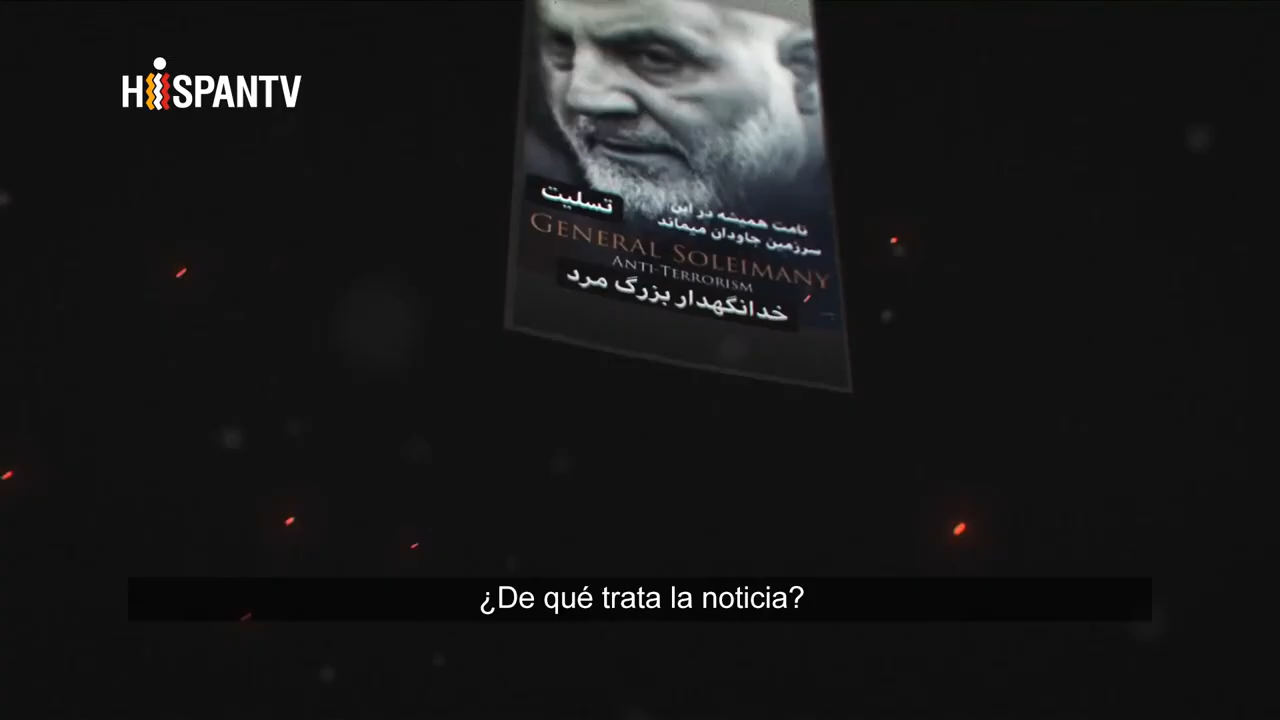 HISPANTV
تسلیت
نامت همیشه در این
سرزمین جاودان میماند
GENERAL SOLEIMANY
ANTI-TERRORISM
خدانگهدار بزرگ مرد
¿De qué trata la noticia?